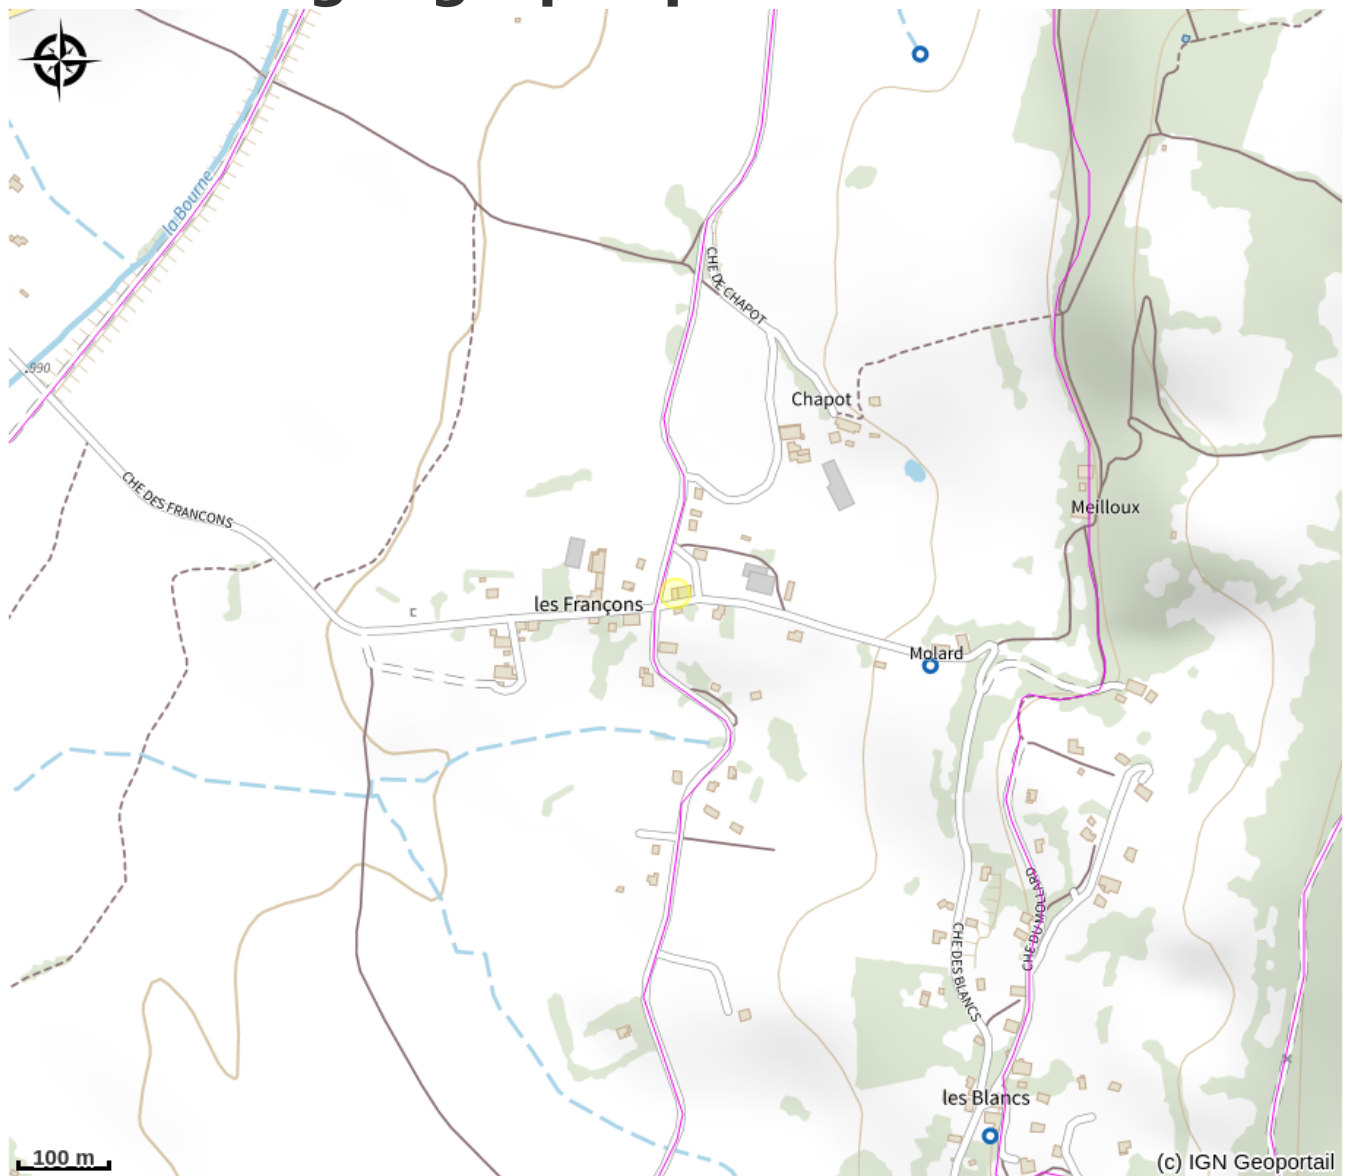 la Bourne
.990
CHE DE CHAPOT
Chapot
CHE DES FRANCONS
Meilloux
les Françons
Molard
CHE DU MOLLARD
CHE DES BLANCS
les Blancs
100 m
(c) IGN Geoportail